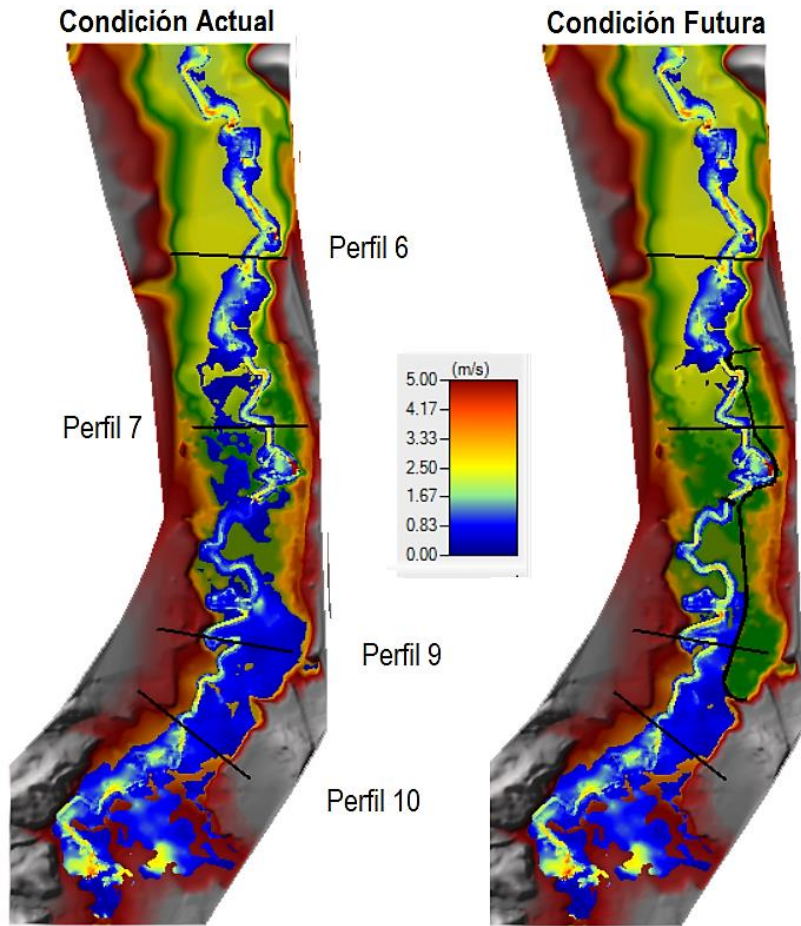 Condición Actual
Condición Futura
Perfil 6
(m/s)
5.00
4.17
3.33
2.50
1.67
0.83
0.00
Perfil 7
Perfil 9
Perfil 10